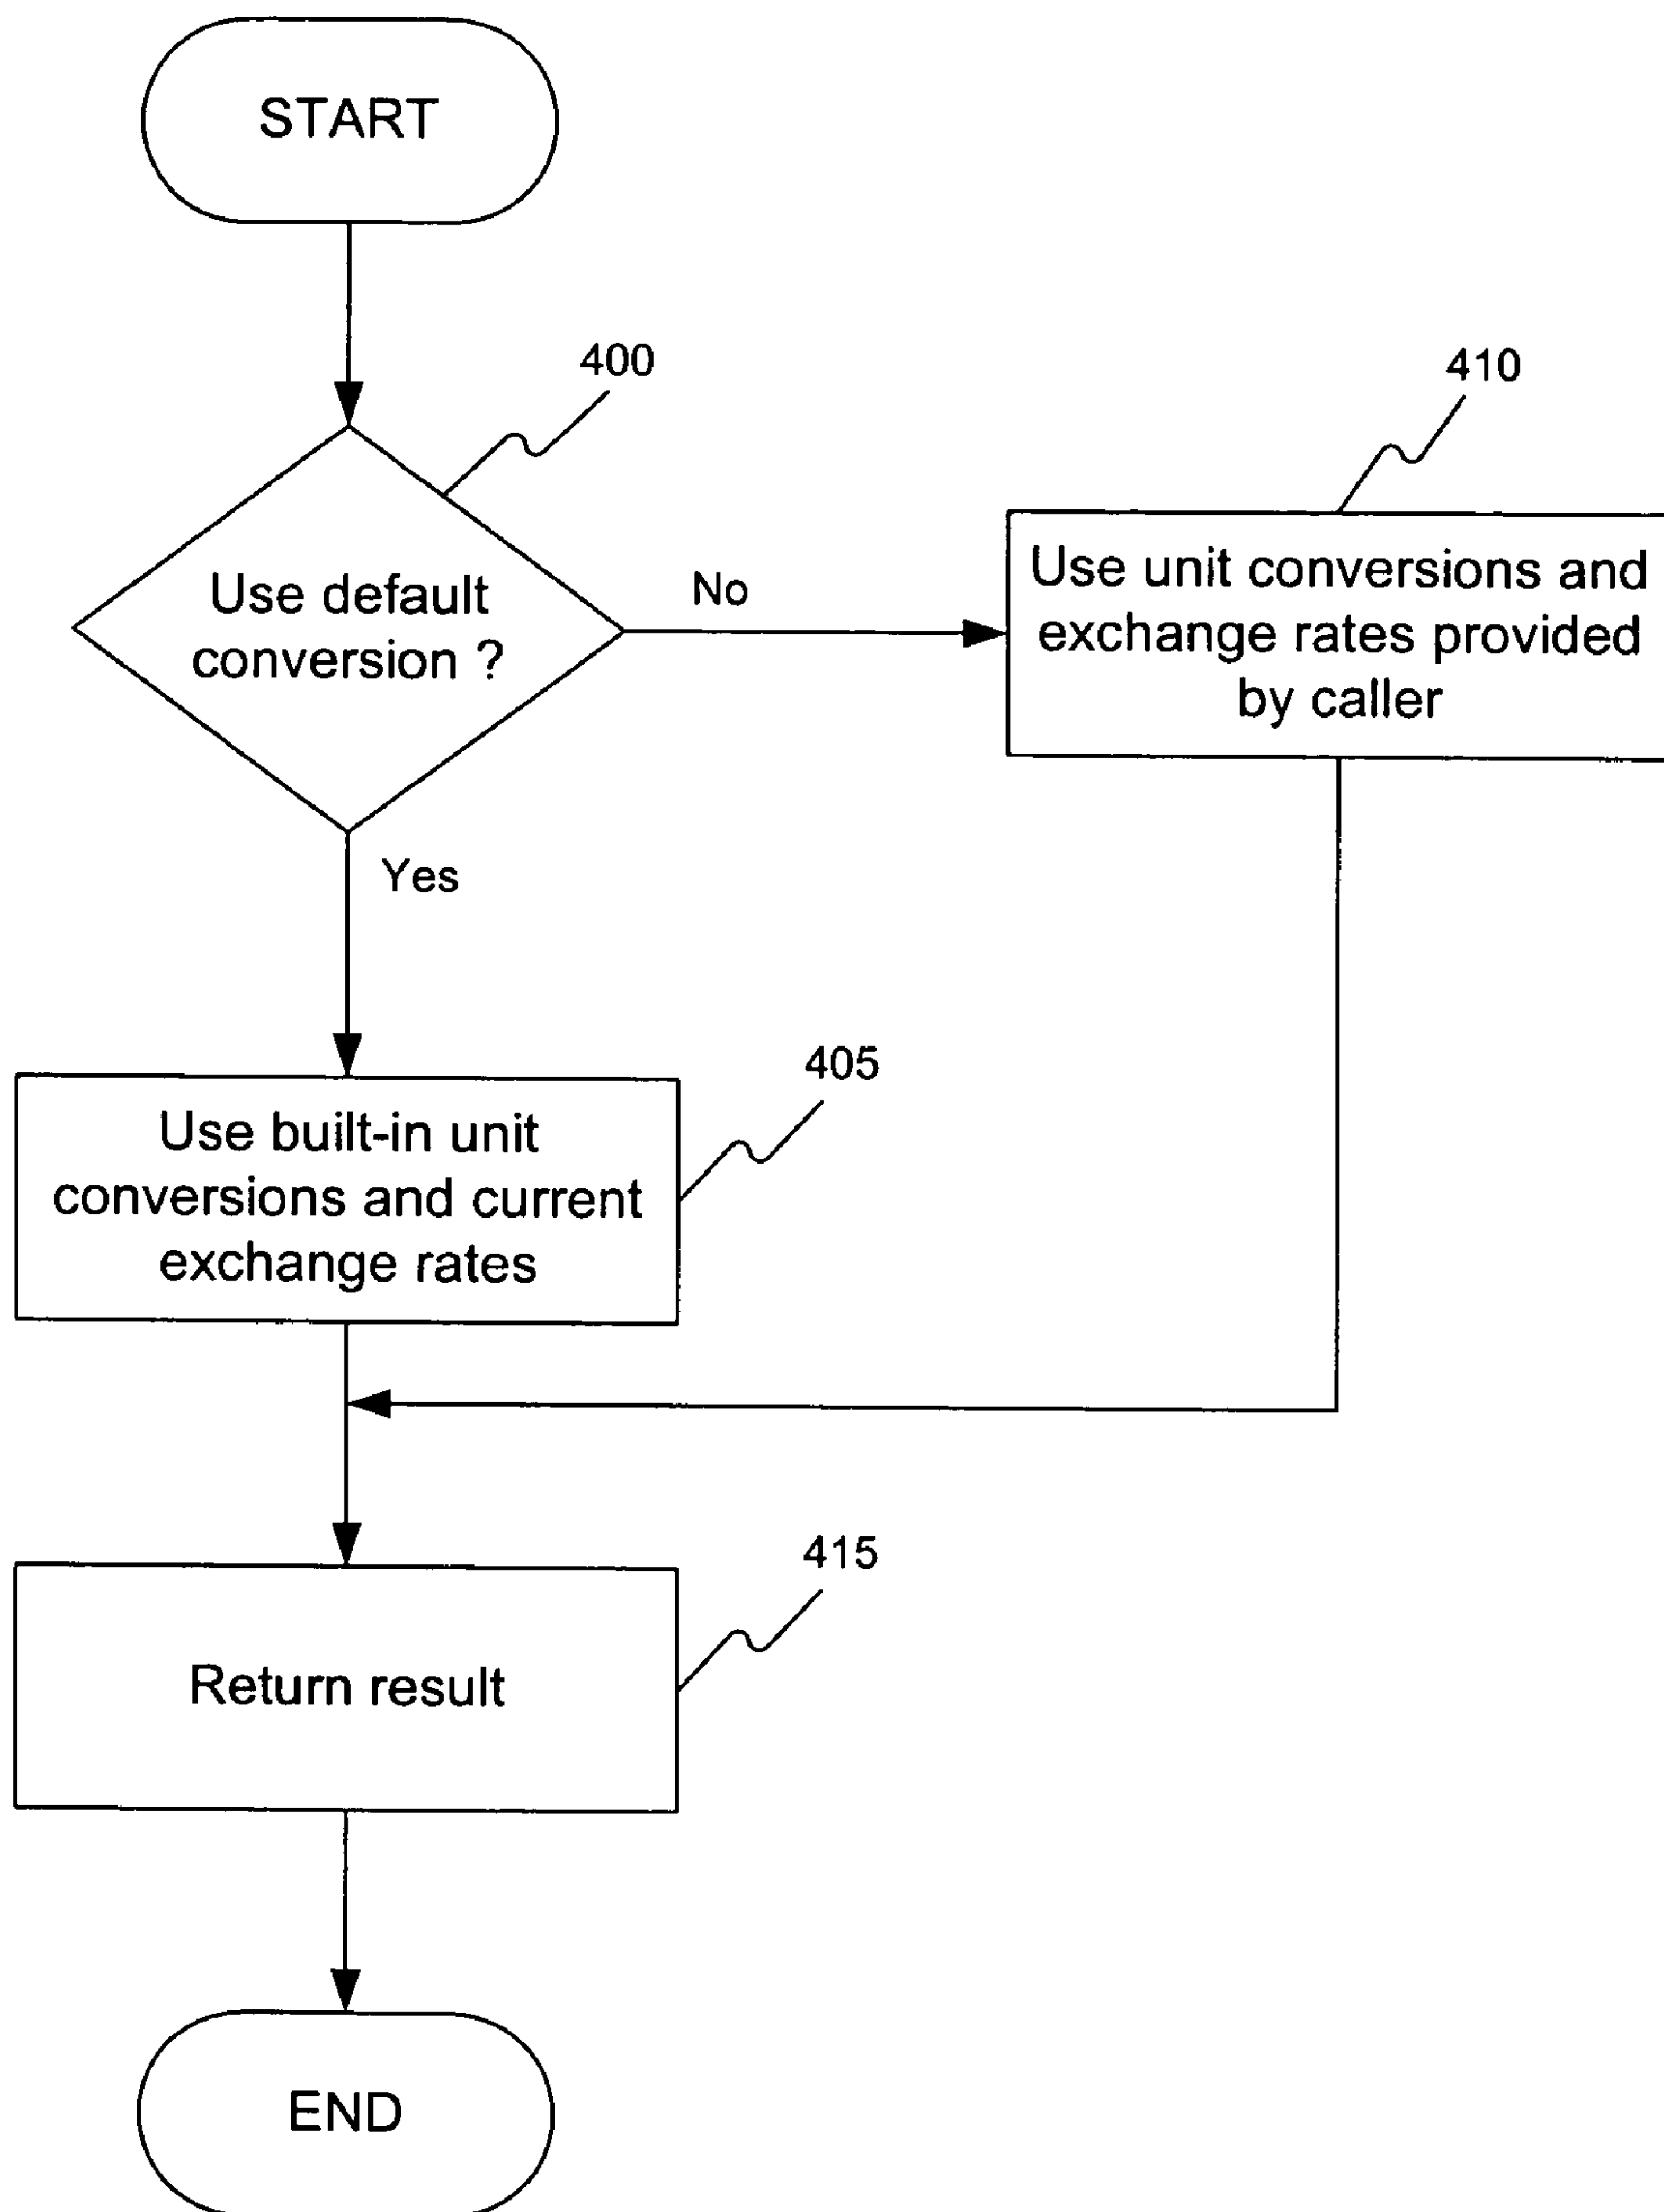 START
400
410
Use default
conversion ?
No
Use unit conversions and
exchange rates provided
by caller
Yes
405
Use built-in unit
conversions and current
exchange rates
415
Return result
END